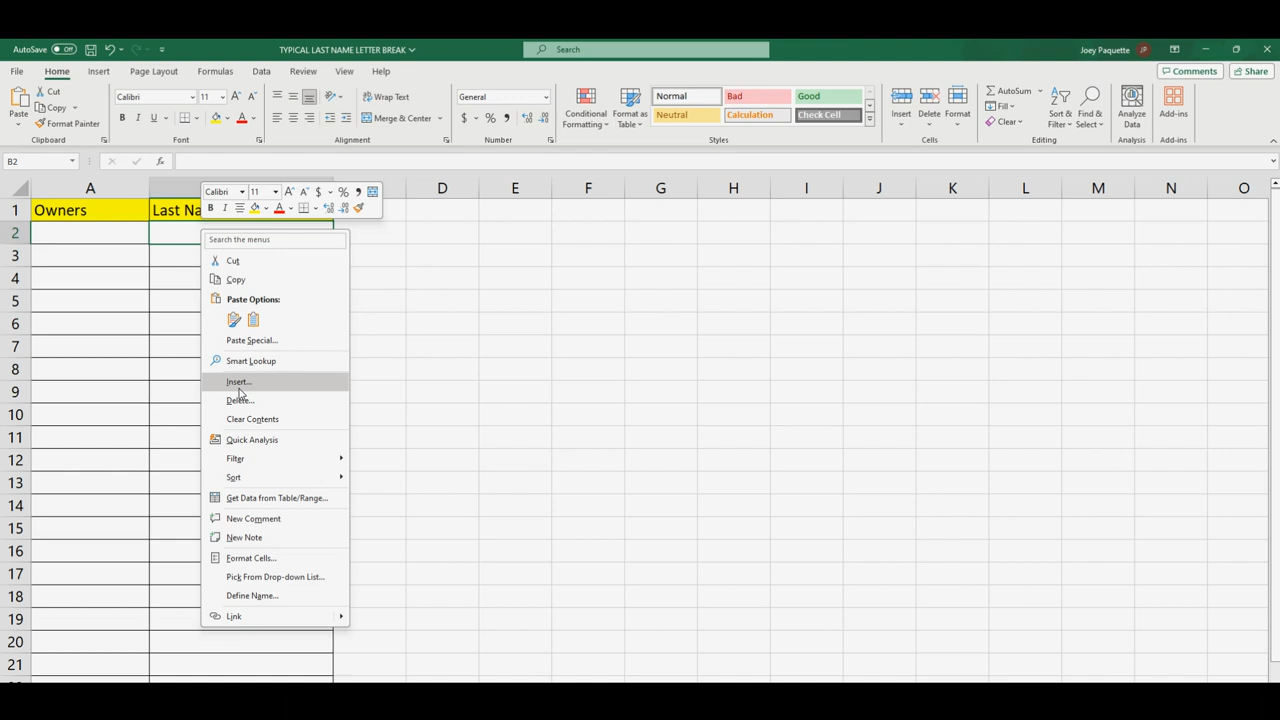 AutoSave Off TYPICAL LAST NAME LETTER BREAK Search Joey Paquette JP
File Home Insert Page Layout Formulas Data Review View Help Comments Share
Paste Cut Copy Format Painter Clipboard
Calibri 11 A A B I U A Font
Wrap Text Merge & Center Alignment
General $ % , Number
Conditional Formatting Format as Table Normal Bad Good Neutral Calculation Check Cell Styles
Insert Delete Format Cells
AutoSum Fill Clear Sort & Filter Find & Select Editing
Analyze Data Analysis
Add-ins Add-ins
B2 fx
A D E F G H I J K L M N O
Calibri 11 A A $ % ,
B I A
1 Owners Last Na
2
Search the menus
3
Cut
4 Copy
5 Paste Options:
6
7 Paste Special...
8 Smart Lookup
Insert...
9 Delete...
10 Clear Contents
11 Quick Analysis
12 Filter
13 Sort
14 Get Data from Table/Range...
15 New Comment
16 New Note
17 Format Cells...
Pick From Drop-down List...
18 Define Name...
19 Link
20
21